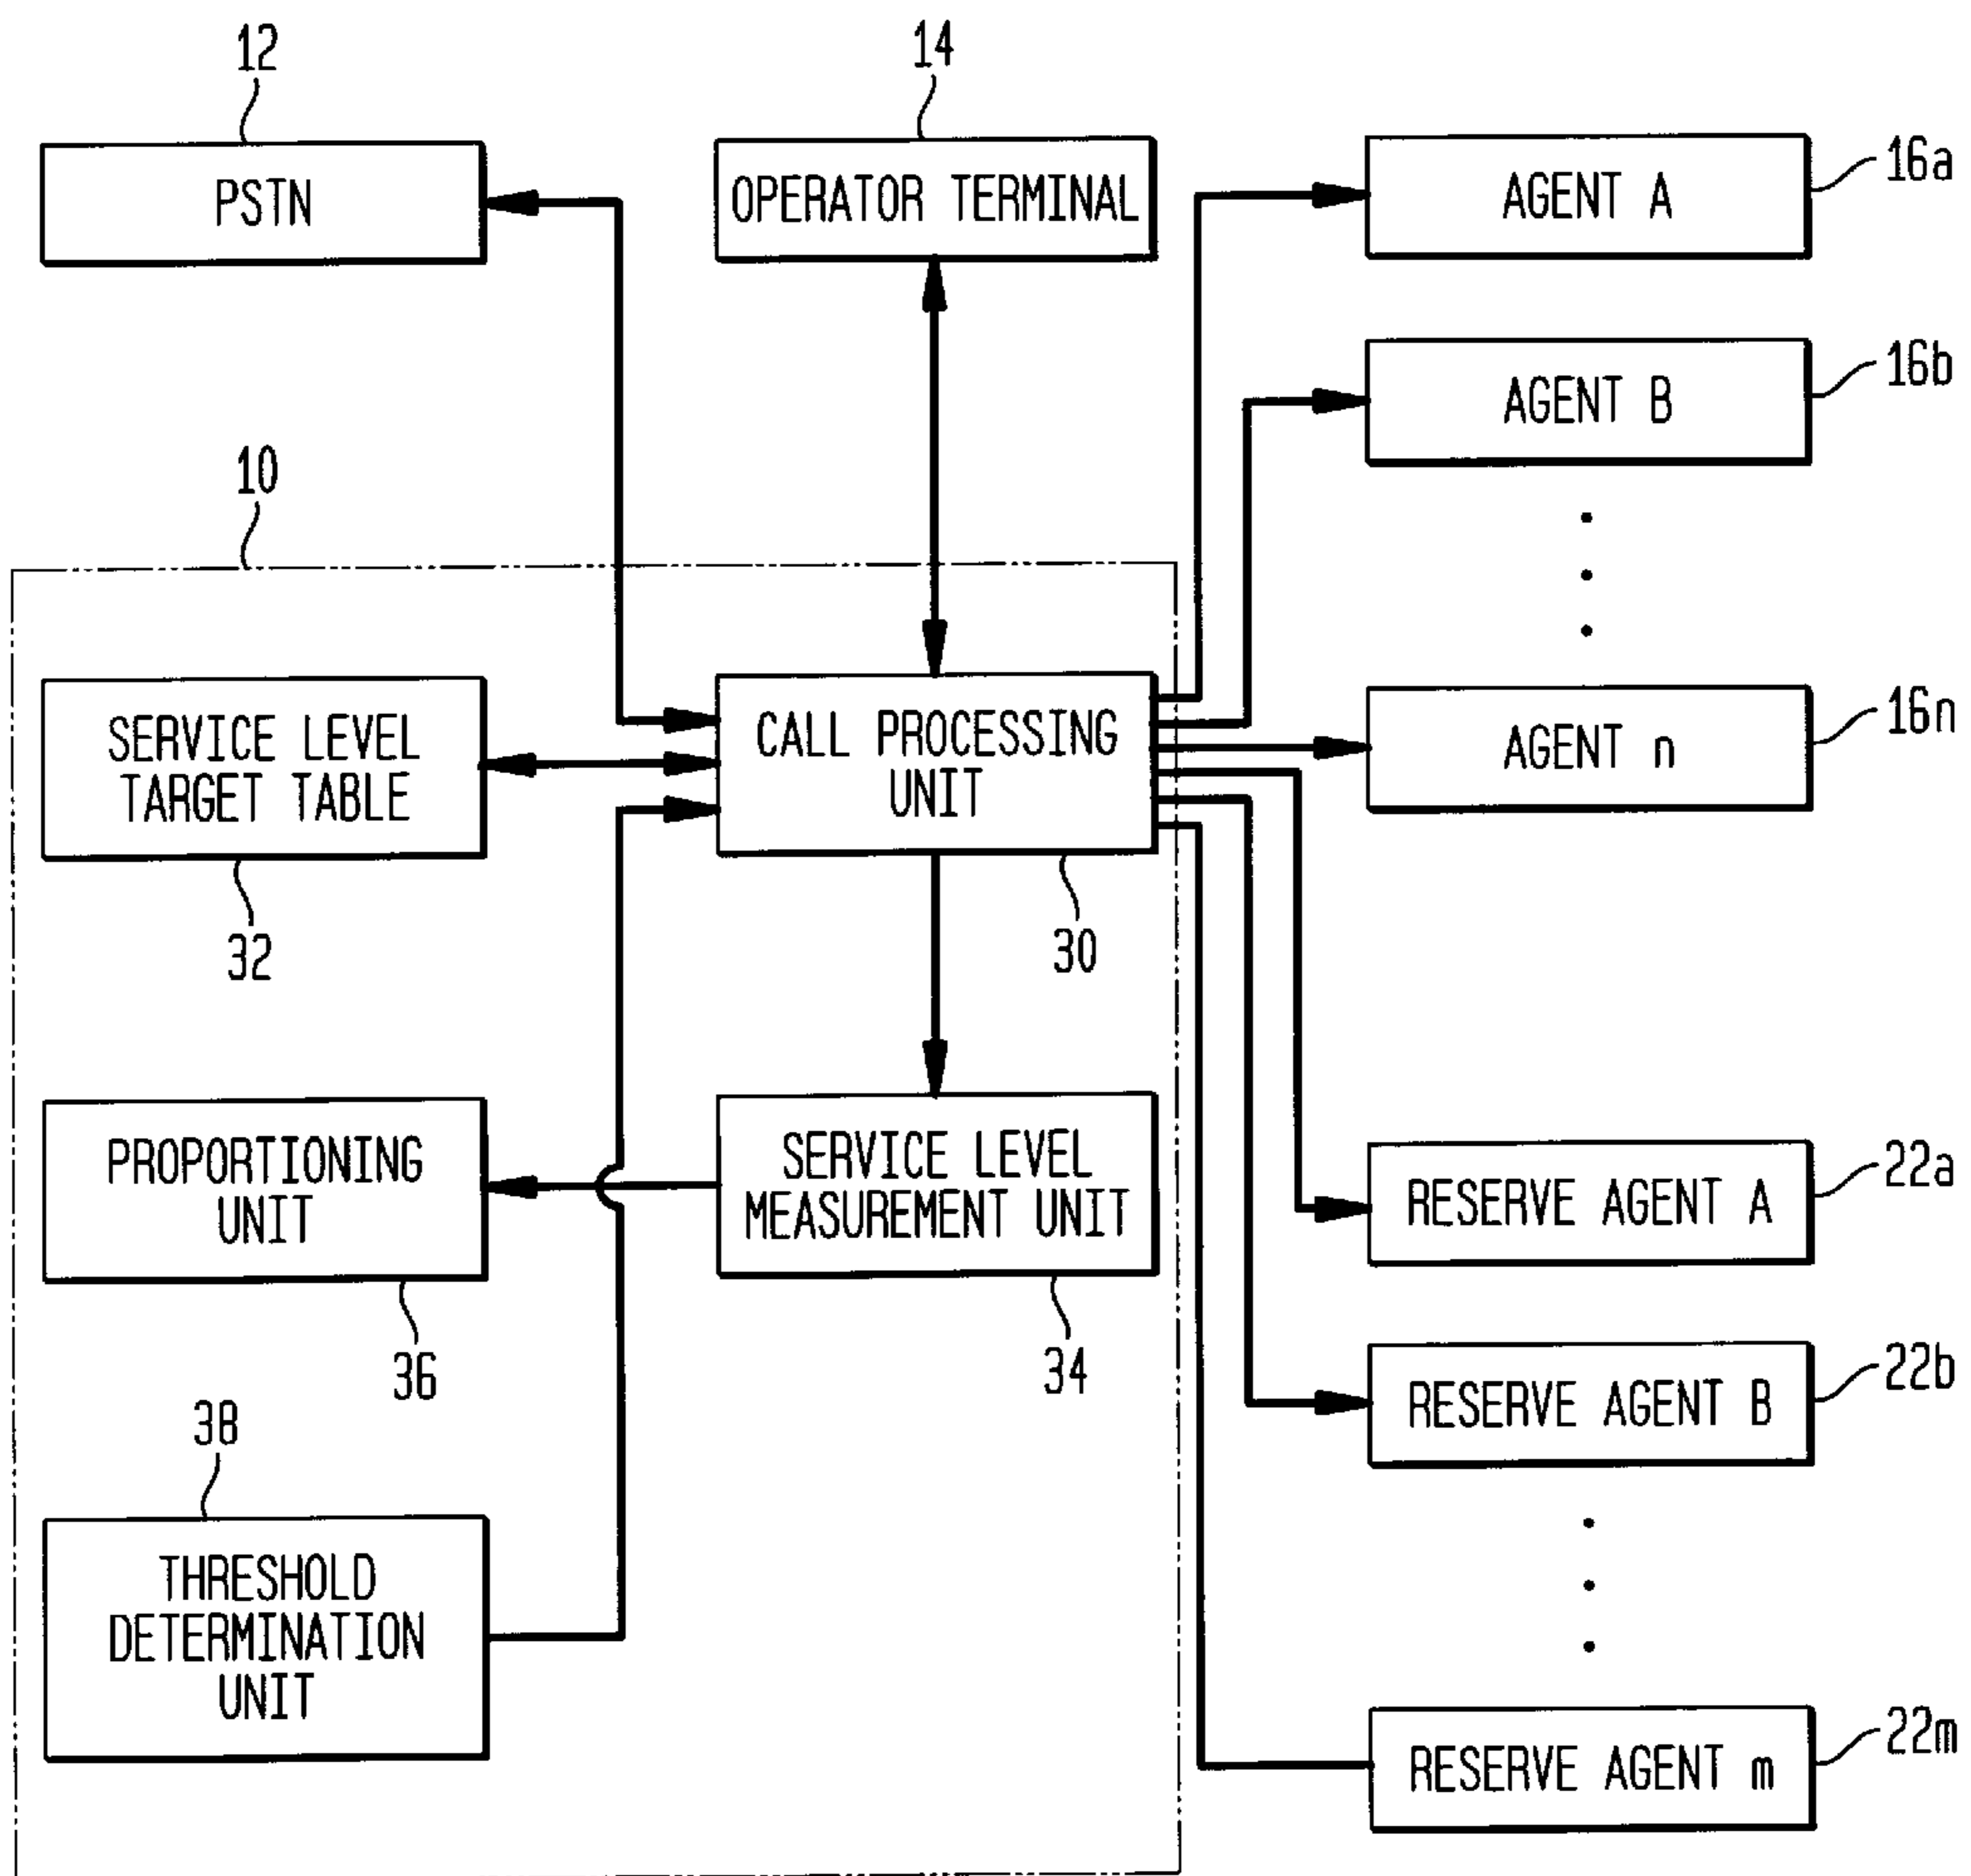 12
14
PSTN
OPERATOR TERMINAL
AGENT A
16a
AGENT B
16b
10
SERVICE LEVEL
TARGET TABLE
CALL PROCESSING
UNIT
AGENT n
16n
32
30
PROPORTIONING
UNIT
SERVICE LEVEL
MEASUREMENT UNIT
RESERVE AGENT A
22a
36
34
RESERVE AGENT B
22b
38
THRESHOLD
DETERMINATION
UNIT
RESERVE AGENT m
22m